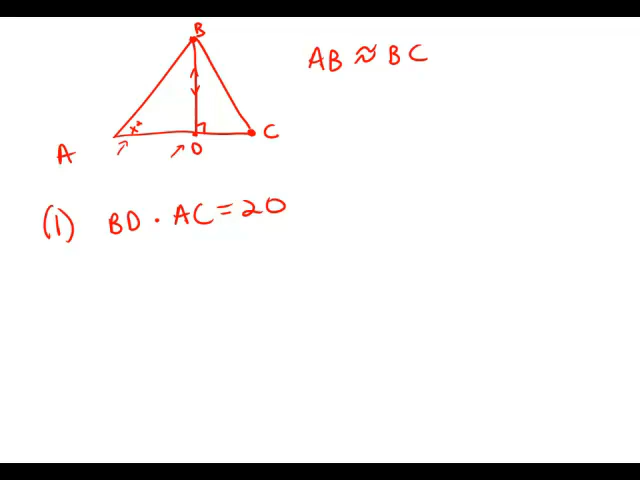 B
AB ≈ BC
x°
A
D
C
(1) BD · AC = 20